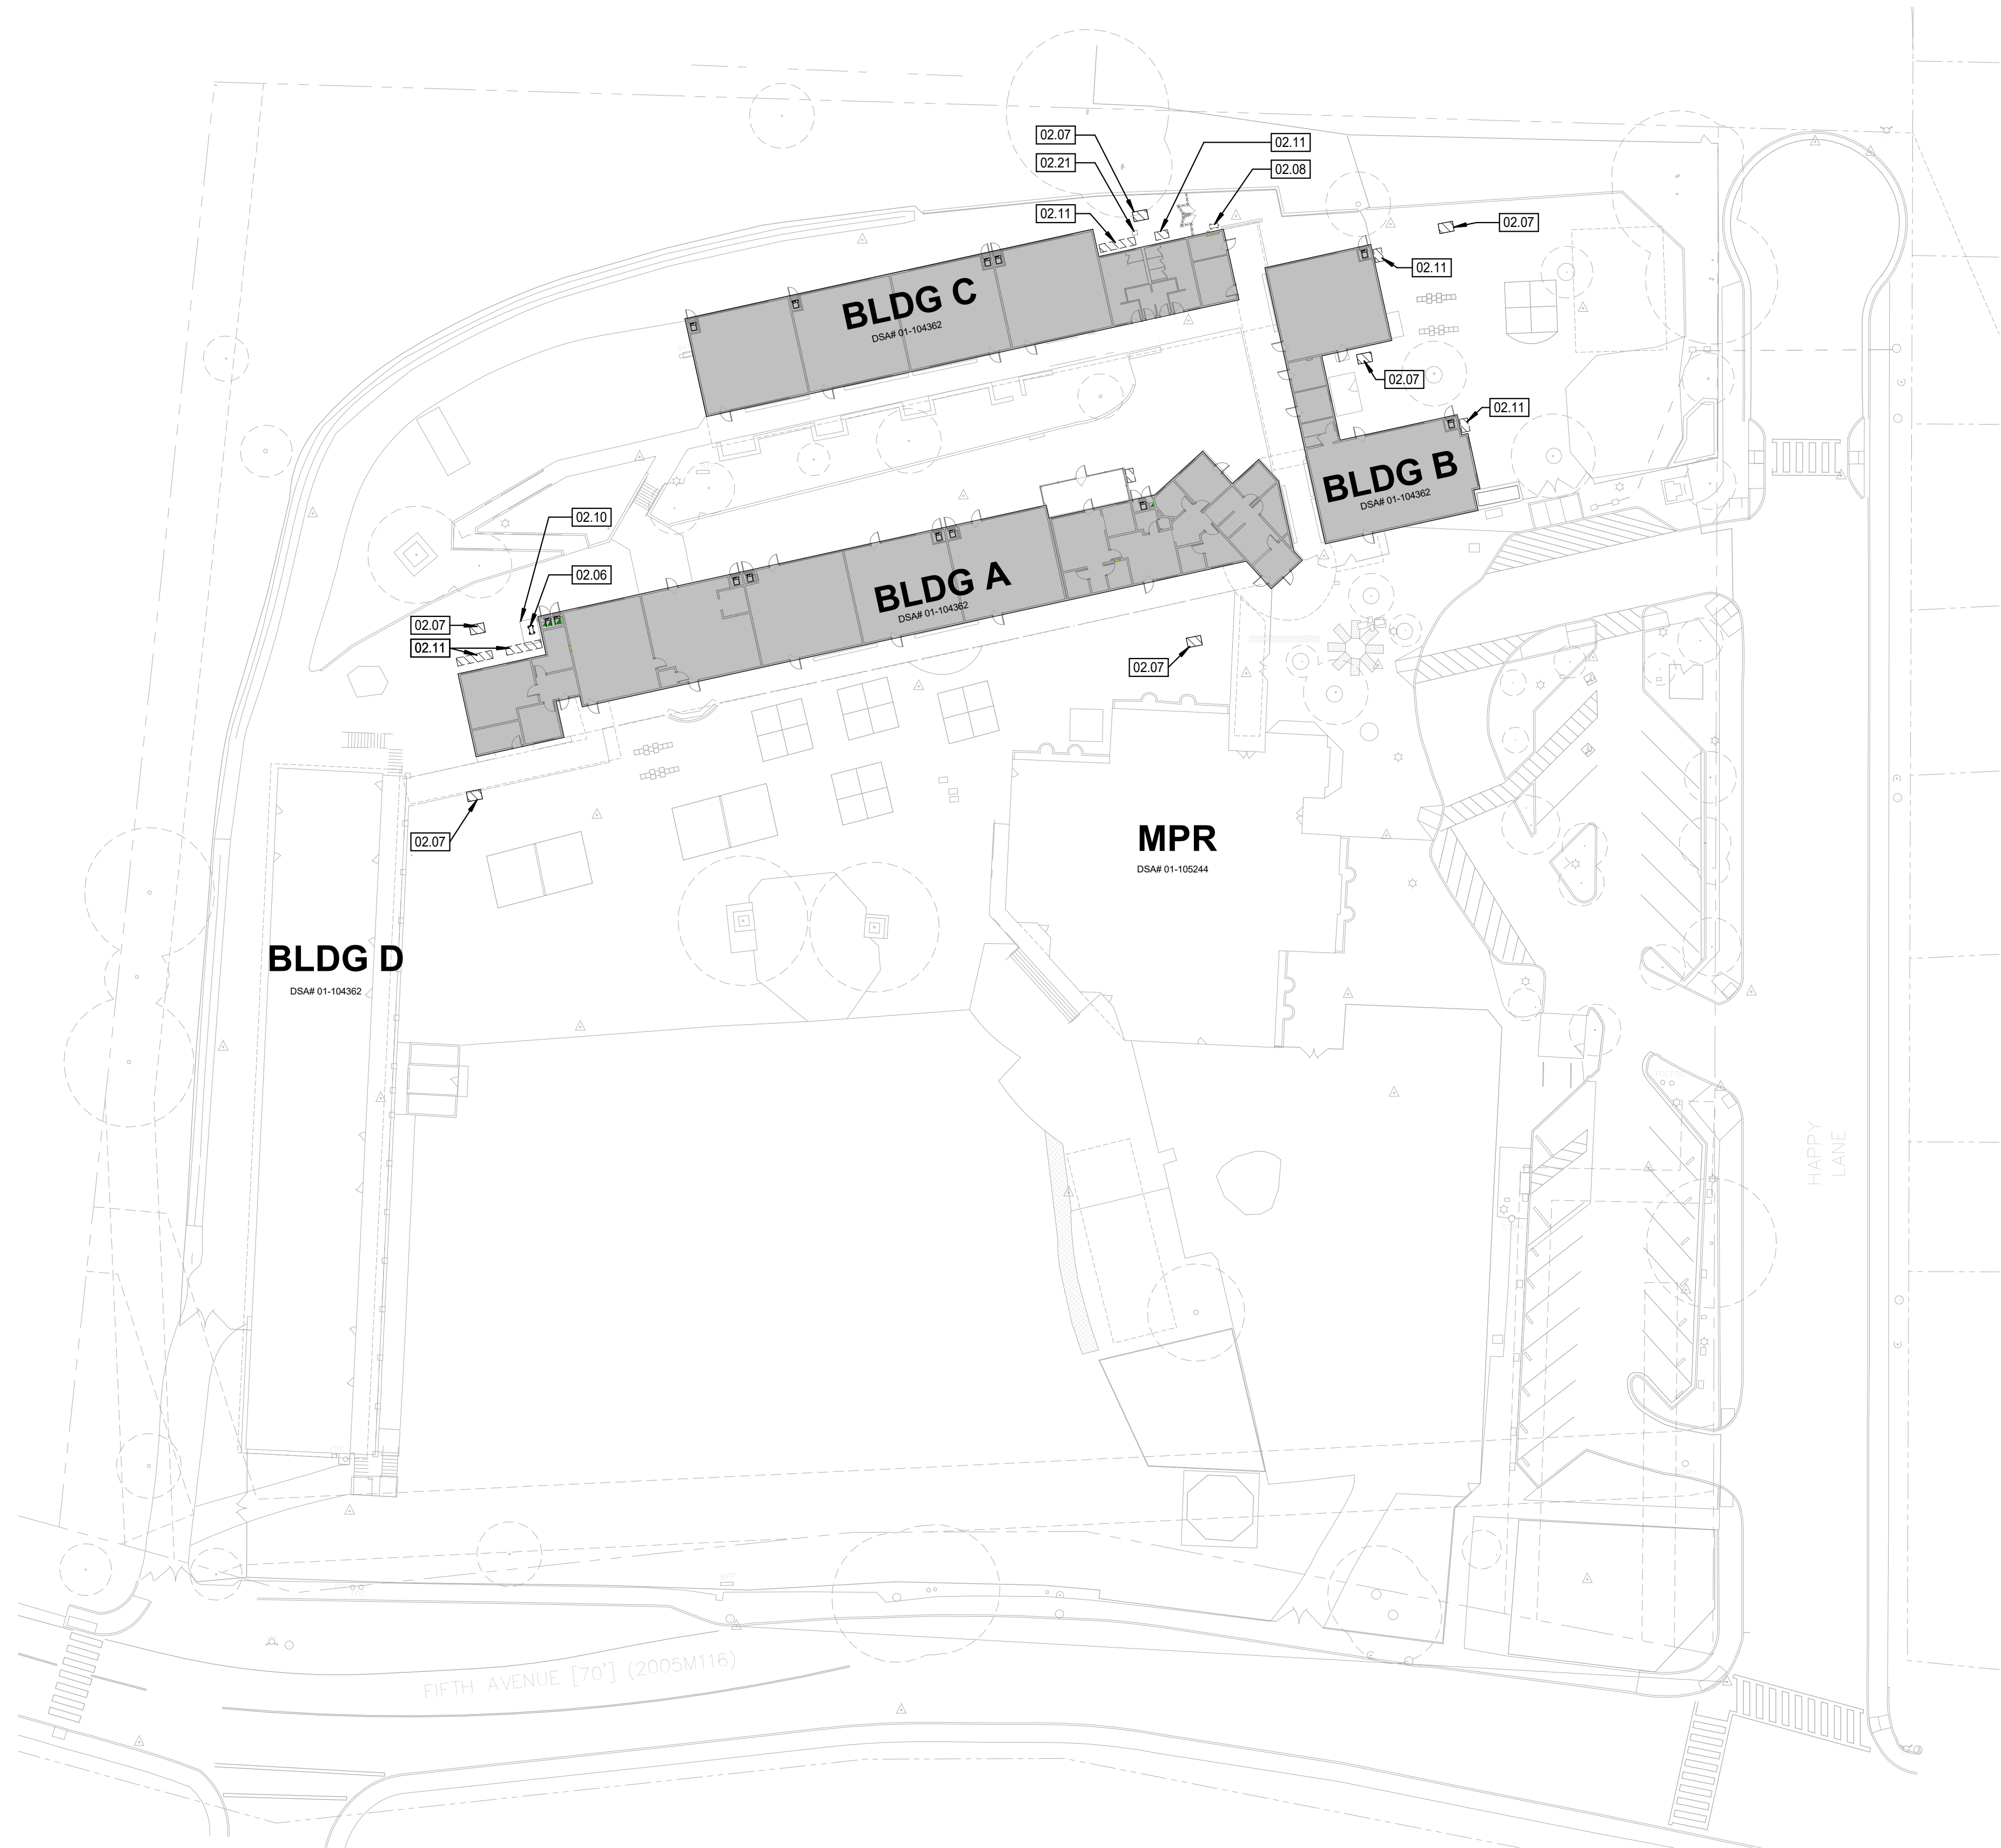 02.07
02.11
02.21
02.08
02.11
02.07
02.11
BLDG C
DSA# 01-104362
02.07
02.11
BLDG B
DSA# 01-104362
02.10
02.06
BLDG A
DSA# 01-104362
02.07
02.11
02.07
02.07
MPR
DSA# 01-105244
BLDG D
DSA# 01-104362
HAPPY
LANE
FIFTH AVENUE [70'] (2005M116)